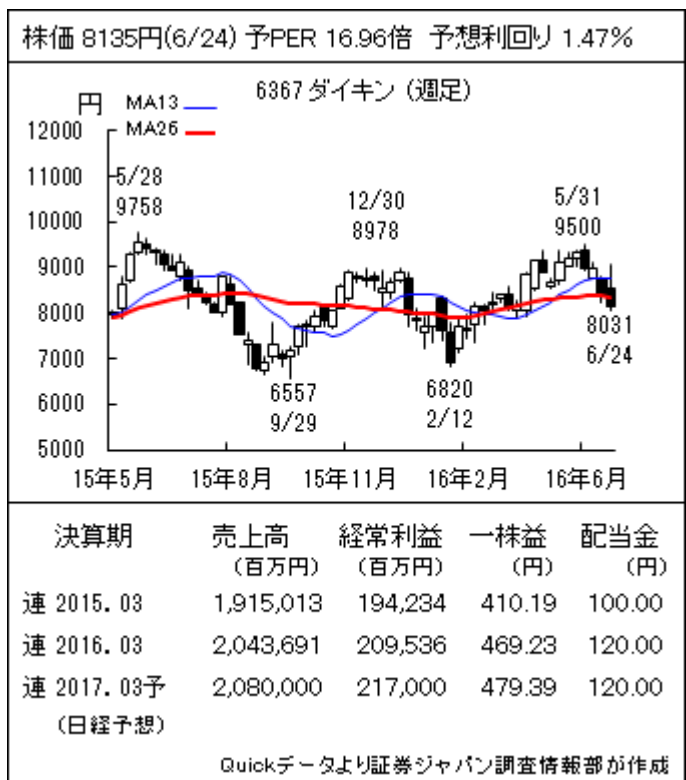 株価 8135円(6/24) 予PER 16.96倍 予想利回り 1.47%
6367 ダイキン (週足)
円
MA13
MA26
12000
11000
10000
9000
8000
7000
6000
5000
5/28
9758
12/30
8978
5/31
9500
6557
9/29
6820
2/12
8031
6/24
15年5月 15年8月 15年11月 16年2月 16年6月
決算期 売上高 経常利益 一株益 配当金
(百万円) (百万円) (円) (円)
連 2015.03 1,915,013 194,234 410.19 100.00
連 2016.03 2,043,691 209,536 469.23 120.00
連 2017.03予 2,080,000 217,000 479.39 120.00
(日経予想)
Quickデータより証券ジャパン調査情報部が作成